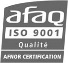 afaq
ISO 9001
Qualité
AFNOR CERTIFICATION